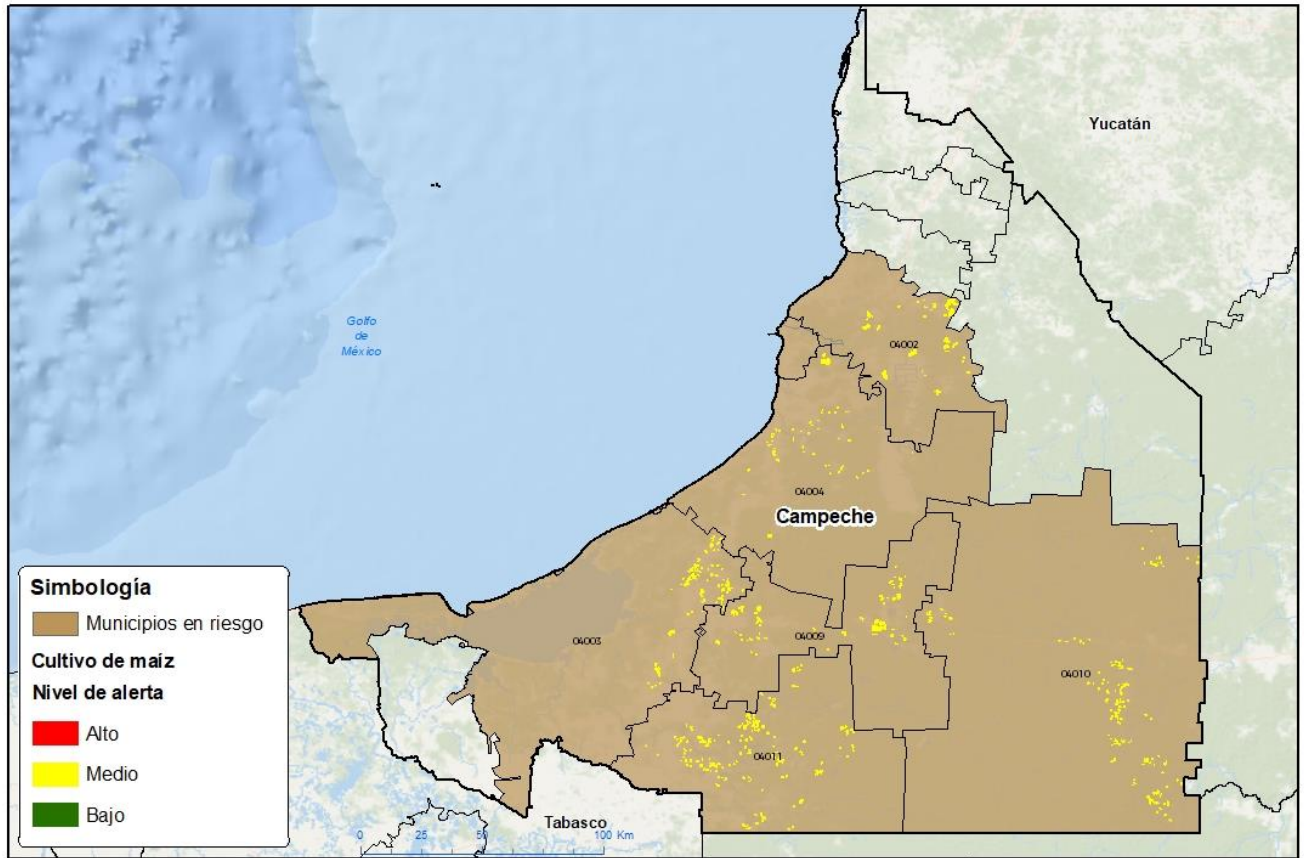 Yucatán
Golfo
de
México
04002
04004
Campeche
04003
04009
04010
04011
Tabasco
0 25 50 100 Km
Simbología
Municipios en riesgo
Cultivo de maíz
Nivel de alerta
Alto
Medio
Bajo